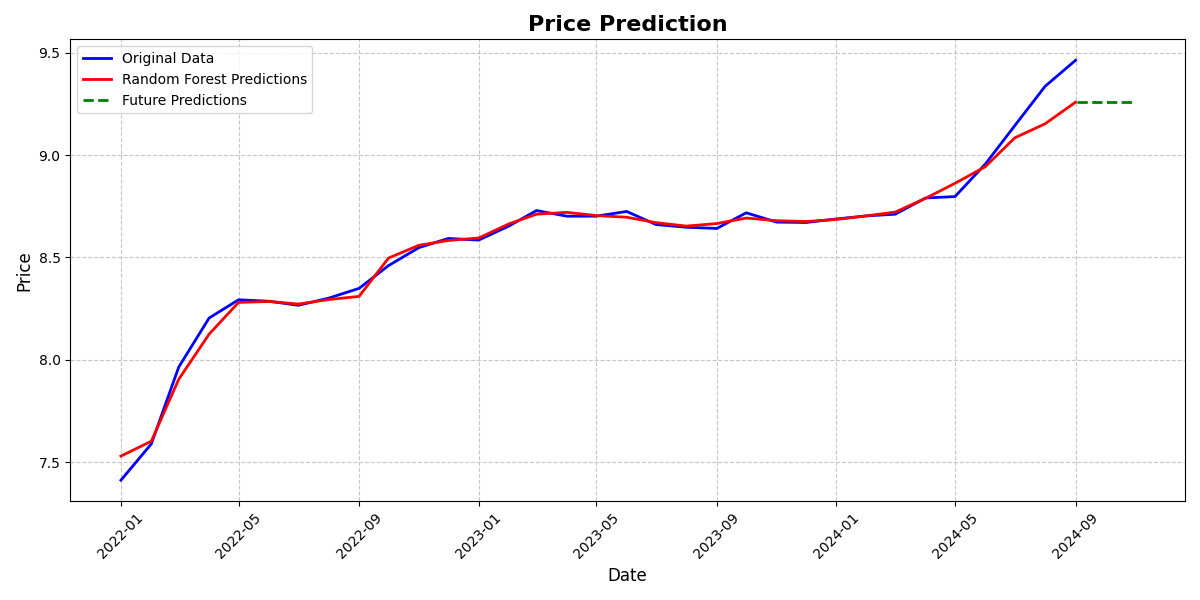 Price Prediction
Original Data
Random Forest Predictions
Future Predictions
Price
9.5
9.0
8.5
8.0
7.5
2022-01
2022-05
2022-09
2023-01
2023-05
2023-09
2024-01
2024-05
2024-09
Date